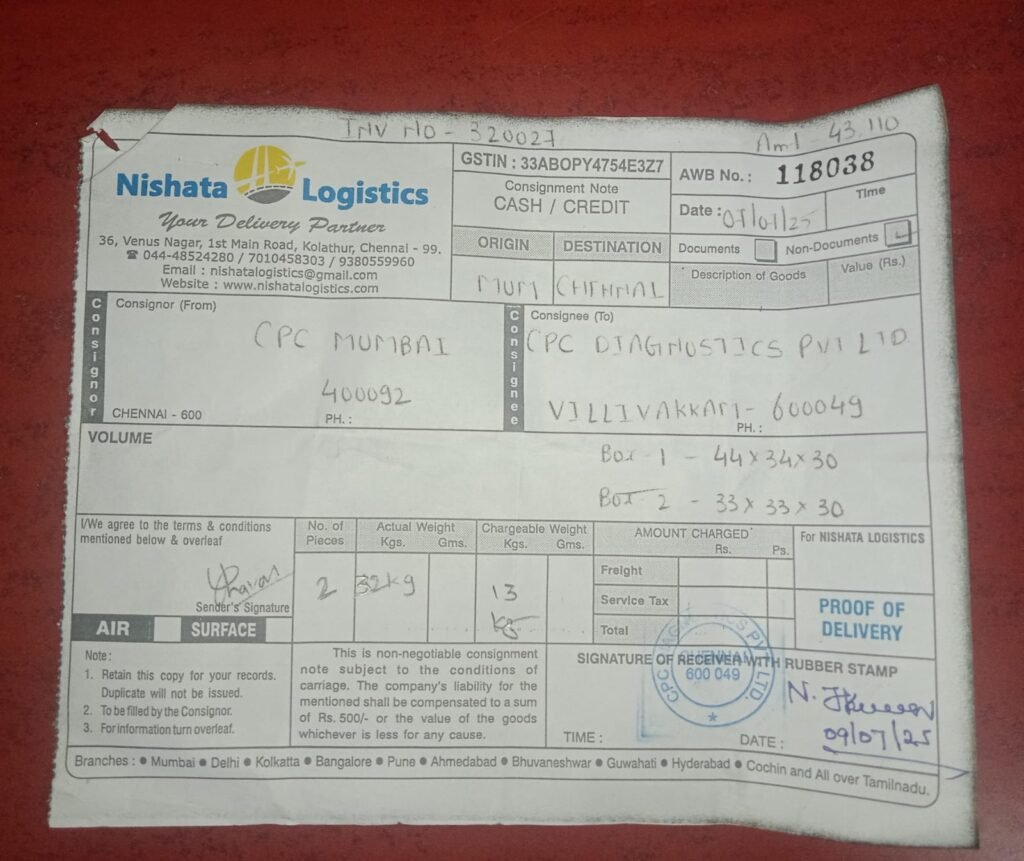 INV NO - 320027
Amt - 43.110
Nishata Logistics
Your Delivery Partner
36, Venus Nagar, 1st Main Road, Kolathur, Chennai - 99.
☎ 044-48524280 / 7010458303 / 9380559960
Email : nishatalogistics@gmail.com
Website : www.nishatalogistics.com
GSTIN : 33ABOPY4754E3Z7
Consignment Note
CASH / CREDIT
AWB No. : 118038
Date : /25
Time
ORIGIN DESTINATION
MUM CHENNAI
Documents Non-Documents
Description of Goods Value (Rs.)
Consignor
Consignor (From)
CPC MUMBAI
400092
CHENNAI - 600 PH. :
Consignee
Consignee (To)
CPC DIAGNOSTICS PVT LTD
VILLIVAKKAM - 600049
PH. :
VOLUME
Box - 1 - 44 x 34 x 30
Box - 2 - 33 x 33 x 30
I/We agree to the terms & conditions
mentioned below & overleaf
Sender's Signature
AIR SURFACE
No. of Pieces
2
Actual Weight
Kgs. Gms.
32kg
Chargeable Weight
Kgs. Gms.
13
kg
AMOUNT CHARGED
Rs. Ps.
Freight
Service Tax
Total
For NISHATA LOGISTICS
PROOF OF
DELIVERY
Note :
1. Retain this copy for your records.
Duplicate will not be issued.
2. To be filled by the Consignor.
3. For information turn overleaf.
This is non-negotiable consignment
note subject to the conditions of
carriage. The company's liability for the
mentioned shall be compensated to a sum
of Rs. 500/- or the value of the goods
whichever is less for any cause.
SIGNATURE OF RECEIVER WITH RUBBER STAMP
CPC DIAGNOSTICS PVT. LTD.
CHENNAI
600 049
TIME :
DATE : 09/07/25
Branches : ● Mumbai ● Delhi ● Kolkatta ● Bangalore ● Pune ● Ahmedabad ● Bhuvaneshwar ● Guwahati ● Hyderabad ● Cochin and All over Tamilnadu.